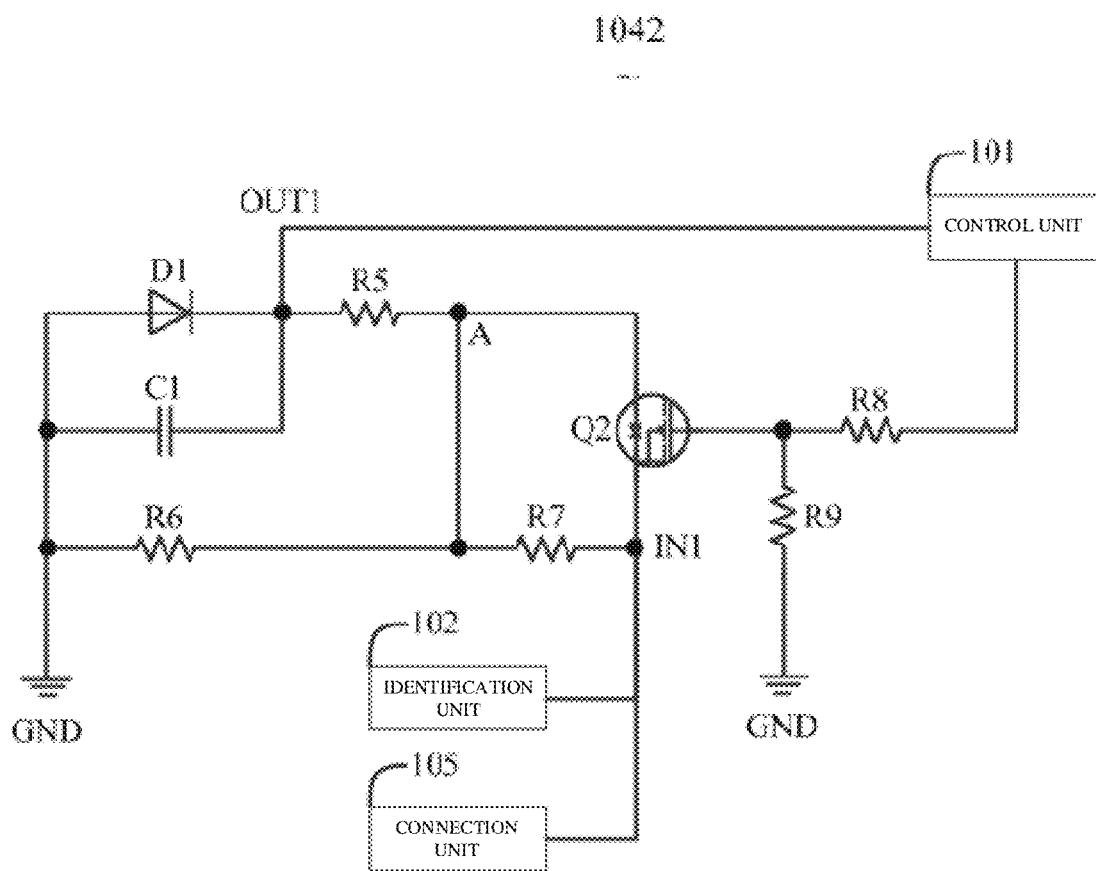 1042
101
CONTROL UNIT
OUT1
D1
R5
A
C1
Q2
R8
R6
R7
IN1
R9
102
IDENTIFICATION
UNIT
GND
GND
105
CONNECTION
UNIT